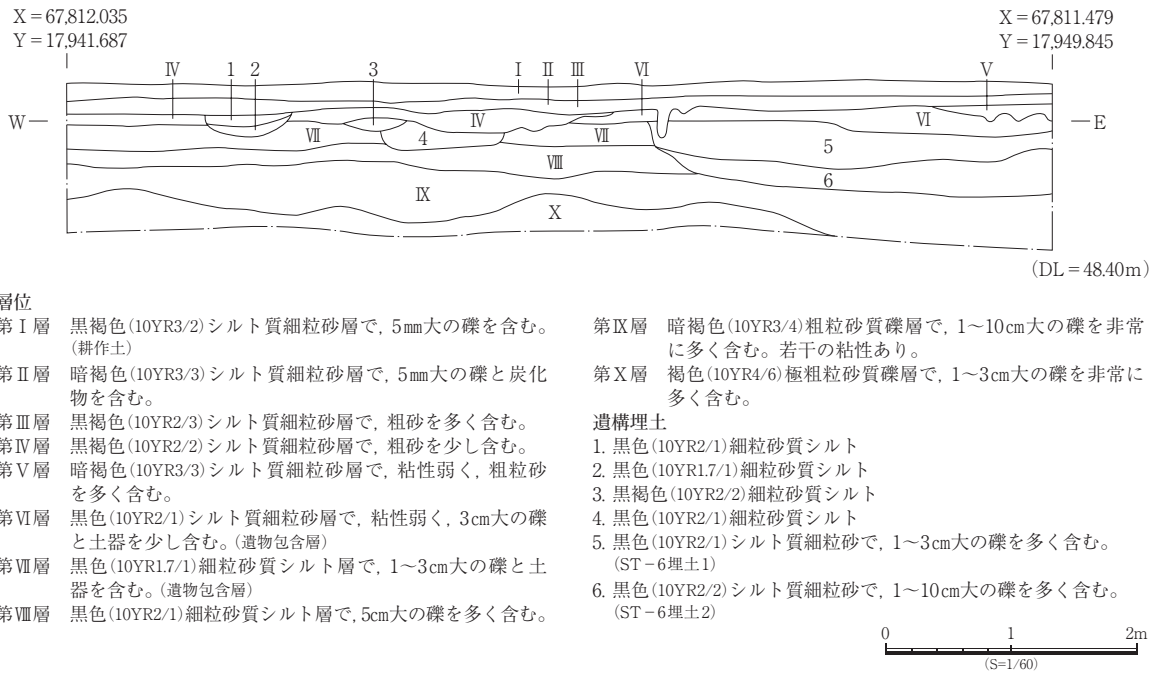 X = 67,812.035
Y = 17,941.687
X = 67,811.479
Y = 17,949.845
Ⅳ 1 2 3 Ⅰ Ⅱ Ⅲ Ⅵ Ⅴ
W E
Ⅶ 4 Ⅳ Ⅶ Ⅵ
5
Ⅷ
6
Ⅸ
Ⅹ
(DL = 48.40m)
層位
第Ⅰ層 黒褐色(10YR3/2)シルト質細粒砂層で, 5㎜大の礫を含む。
(耕作土)
第Ⅱ層 暗褐色(10YR3/3)シルト質細粒砂層で, 5㎜大の礫と炭化
物を含む。
第Ⅲ層 黒褐色(10YR2/3)シルト質細粒砂層で, 粗砂を多く含む。
第Ⅳ層 黒褐色(10YR2/2)シルト質細粒砂層で, 粗砂を少し含む。
第Ⅴ層 暗褐色(10YR3/3)シルト質細粒砂層で, 粘性弱く, 粗粒砂
を多く含む。
第Ⅵ層 黒色(10YR2/1)シルト質細粒砂層で, 粘性弱く, 3㎝大の礫
と土器を少し含む。(遺物包含層)
第Ⅶ層 黒色(10YR1.7/1)細粒砂質シルト層で, 1～3㎝大の礫と土
器を含む。(遺物包含層)
第Ⅷ層 黒色(10YR2/1)細粒砂質シルト層で, 5㎝大の礫を多く含む。
第Ⅸ層 暗褐色(10YR3/4)粗粒砂質礫層で, 1～10㎝大の礫を非常
に多く含む。若干の粘性あり。
第Ⅹ層 褐色(10YR4/6)極粗粒砂質礫層で, 1～3㎝大の礫を非常に
多く含む。
遺構埋土
1. 黒色(10YR2/1)細粒砂質シルト
2. 黒色(10YR1.7/1)細粒砂質シルト
3. 黒褐色(10YR2/2)細粒砂質シルト
4. 黒色(10YR2/1)細粒砂質シルト
5. 黒色(10YR2/1)シルト質細粒砂で, 1～3㎝大の礫を多く含む。
(ST－6埋土1)
6. 黒色(10YR2/2)シルト質細粒砂で, 1～10㎝大の礫を多く含む。
(ST－6埋土2)
0 1 2m
(S=1/60)